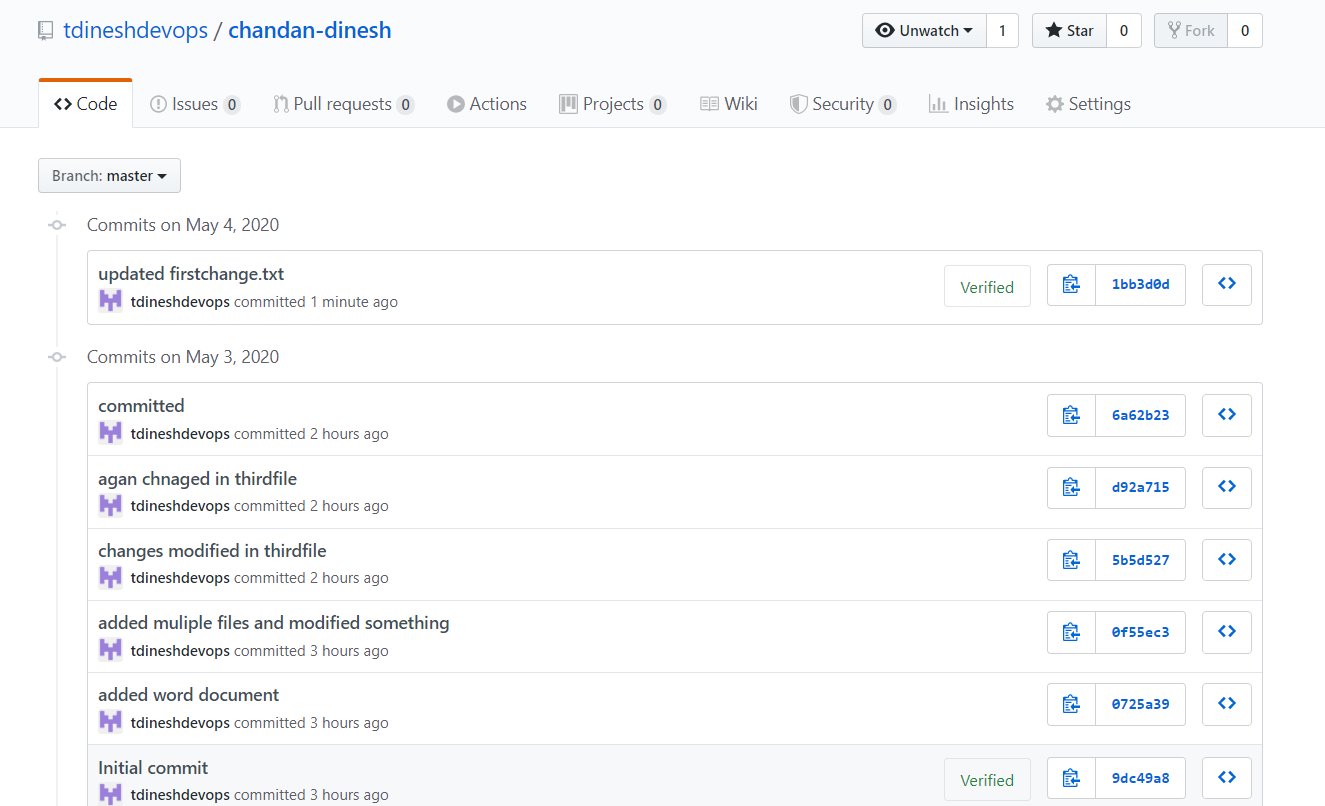 tdineshdevops / chandan-dinesh
Unwatch 1 Star 0 Fork 0
Code Issues 0 Pull requests 0 Actions Projects 0 Wiki Security 0 Insights Settings
Branch: master
Commits on May 4, 2020
updated firstchange.txt
tdineshdevops committed 1 minute ago
Verified 1bb3d0d
Commits on May 3, 2020
committed
tdineshdevops committed 2 hours ago
6a62b23
agan chnaged in thirdfile
tdineshdevops committed 2 hours ago
d92a715
changes modified in thirdfile
tdineshdevops committed 2 hours ago
5b5d527
added muliple files and modified something
tdineshdevops committed 3 hours ago
0f55ec3
added word document
tdineshdevops committed 3 hours ago
0725a39
Initial commit
tdineshdevops committed 3 hours ago
Verified 9dc49a8